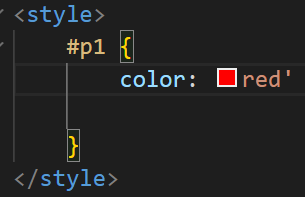 <style>
#p1 {
color: red'
}
</style>